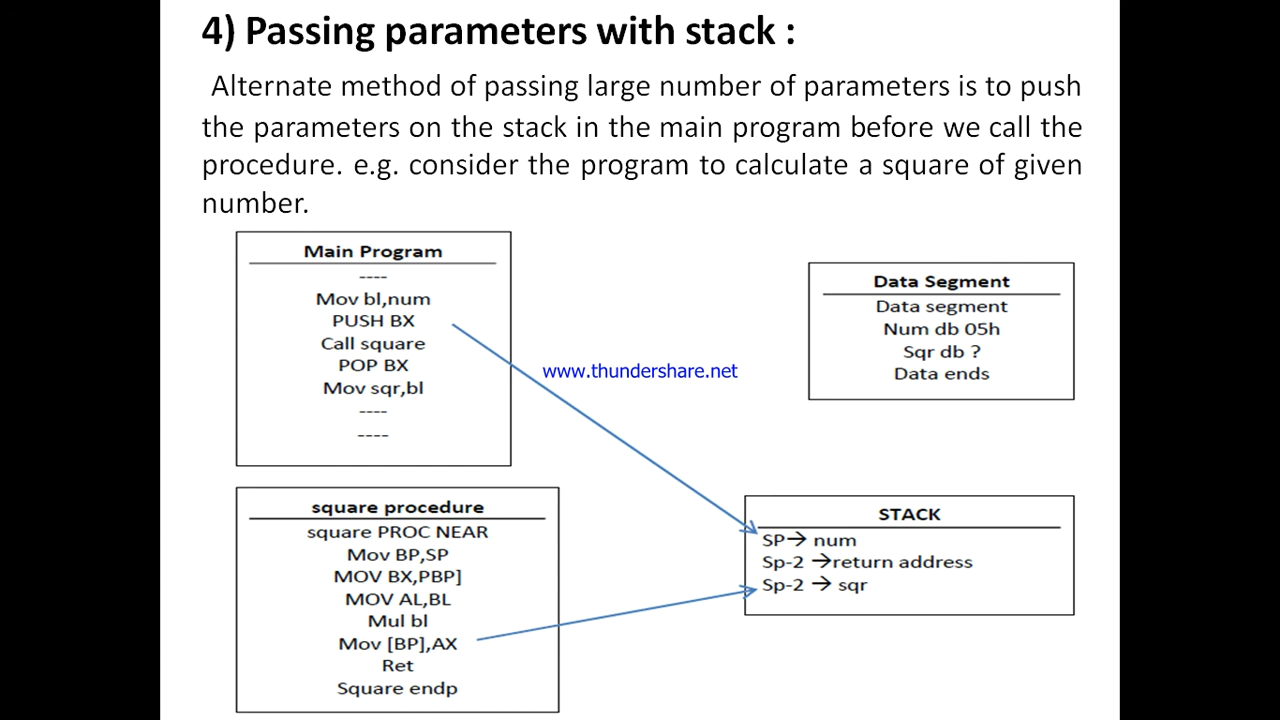 4) Passing parameters with stack :
Alternate method of passing large number of parameters is to push
the parameters on the stack in the main program before we call the
procedure. e.g. consider the program to calculate a square of given
number.
Main Program
----
Mov bl,num
PUSH BX
Call square
POP BX
Mov sqr,bl
----
----
Data Segment
Data segment
Num db 05h
Sqr db ?
Data ends
www.thundershare.net
square procedure
square PROC NEAR
Mov BP,SP
MOV BX,PBP]
MOV AL,BL
Mul bl
Mov [BP],AX
Ret
Square endp
STACK
SP→ num
Sp-2 →return address
Sp-2 → sqr